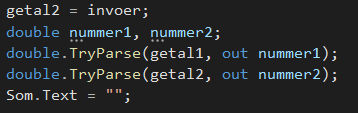 getal2 = invoer;
double nummer1, nummer2;
double.TryParse(getal1, out nummer1);
double.TryParse(getal2, out nummer2);
Som.Text = "";